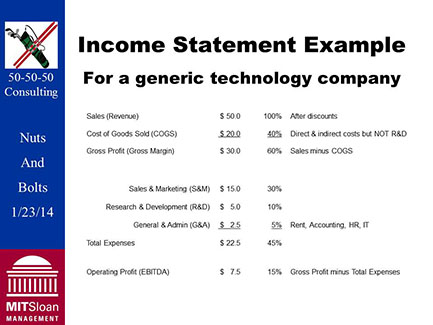 Income Statement Example
For a generic technology company
50-50-50
Consulting
Nuts
And
Bolts
1/23/14
MITSloan
MANAGEMENT
Sales (Revenue) $ 50.0 100% After discounts
Cost of Goods Sold (COGS) $ 20.0 40% Direct & indirect costs but NOT R&D
Gross Profit (Gross Margin) $ 30.0 60% Sales minus COGS
Sales & Marketing (S&M) $ 15.0 30%
Research & Development (R&D) $ 5.0 10%
General & Admin (G&A) $ 2.5 5% Rent, Accounting, HR, IT
Total Expenses $ 22.5 45%
Operating Profit (EBITDA) $ 7.5 15% Gross Profit minus Total Expenses